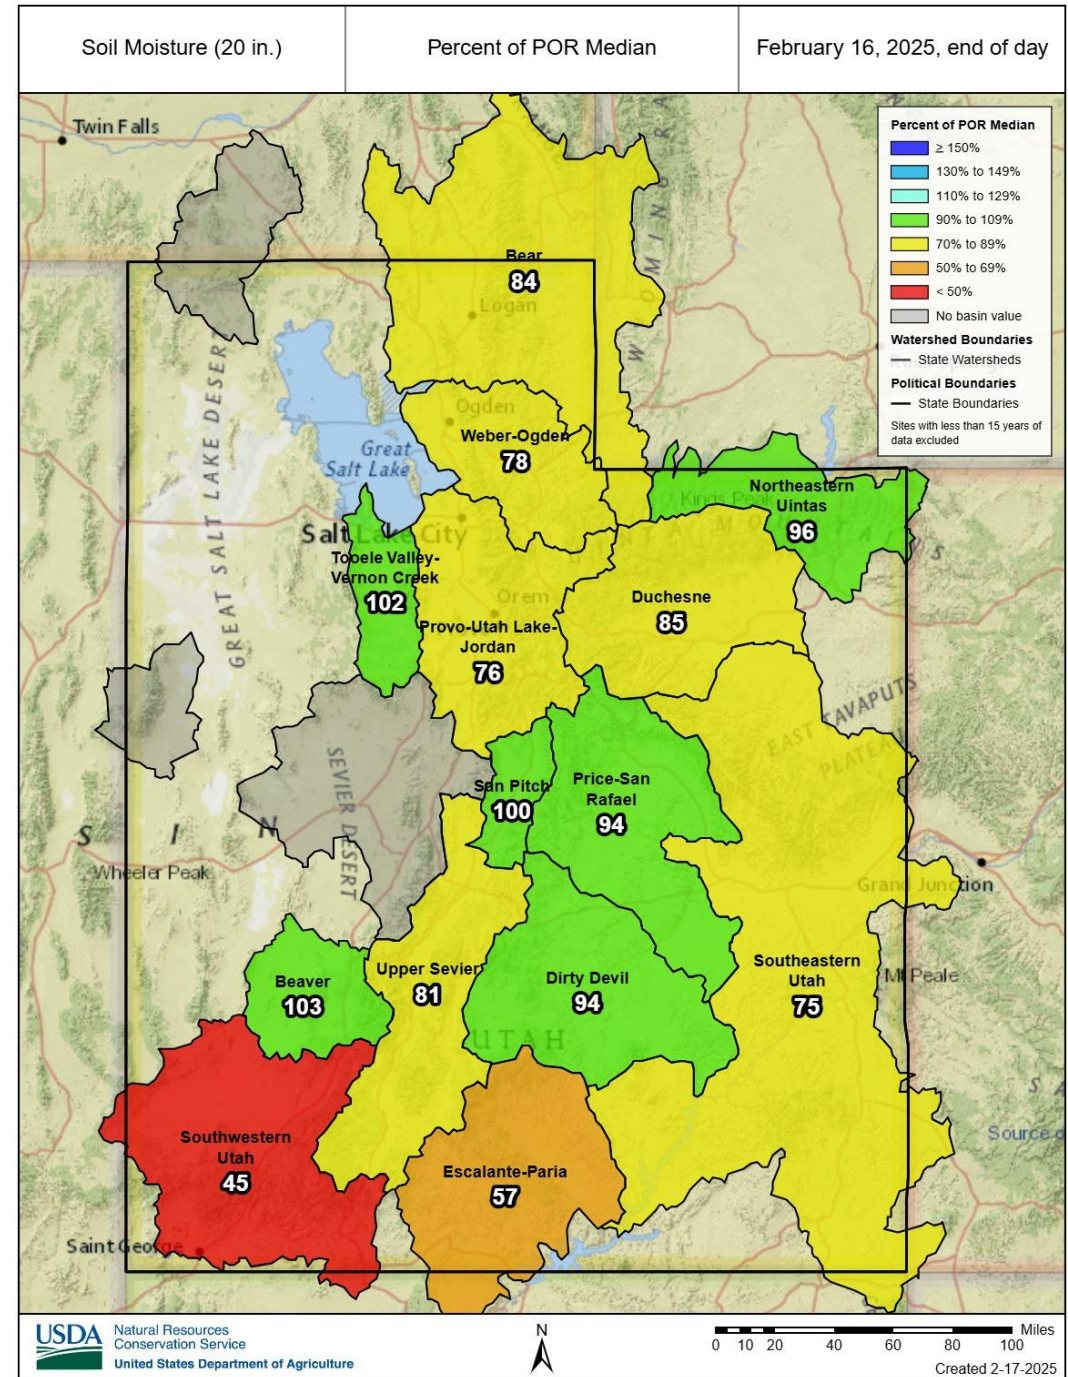 Soil Moisture (20 in.)
Percent of POR Median
February 16, 2025, end of day
Percent of POR Median
≥ 150%
130% to 149%
110% to 129%
90% to 109%
70% to 89%
50% to 69%
< 50%
No basin value
Watershed Boundaries
State Watersheds
Political Boundaries
State Boundaries
Sites with less than 15 years of
data excluded
Twin Falls
WYOMING RA
Bear
84
Logan
GREAT SALT LAKE DESERT
Ogden
Weber-Ogden
78
Great
Salt Lake
Kings Peak
Northeastern
Uintas
96
Salt Lake City
Tooele Valley-
Vernon Creek
102
Orem
Duchesne
85
Provo-Utah Lake-
Jordan
76
EAST TAVAPUTS
PLATEAU
SEVIER DESERT
San Pitch
100
Price-San
Rafael
94
S I N
Wheeler Peak
Grand Junction
Beaver
103
Upper Sevier
81
Dirty Devil
94
Southeastern
Utah
75
Mt Peale
UTAH
Southwestern
Utah
45
Escalante-Paria
57
Source o
Saint George
USDA
Natural Resources
Conservation Service
United States Department of Agriculture
N
Miles
0 10 20 40 60 80 100
Created 2-17-2025